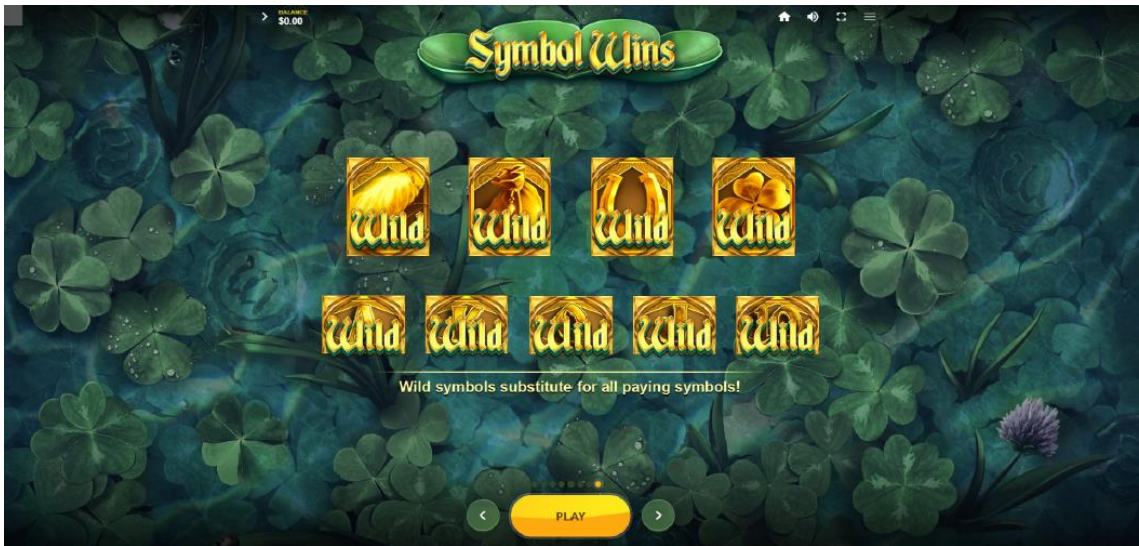 BALANCE
$0.00
Symbol Wins
Wild Wild Wild Wild
Wild Wild Wild Wild Wild
Wild symbols substitute for all paying symbols!
PLAY